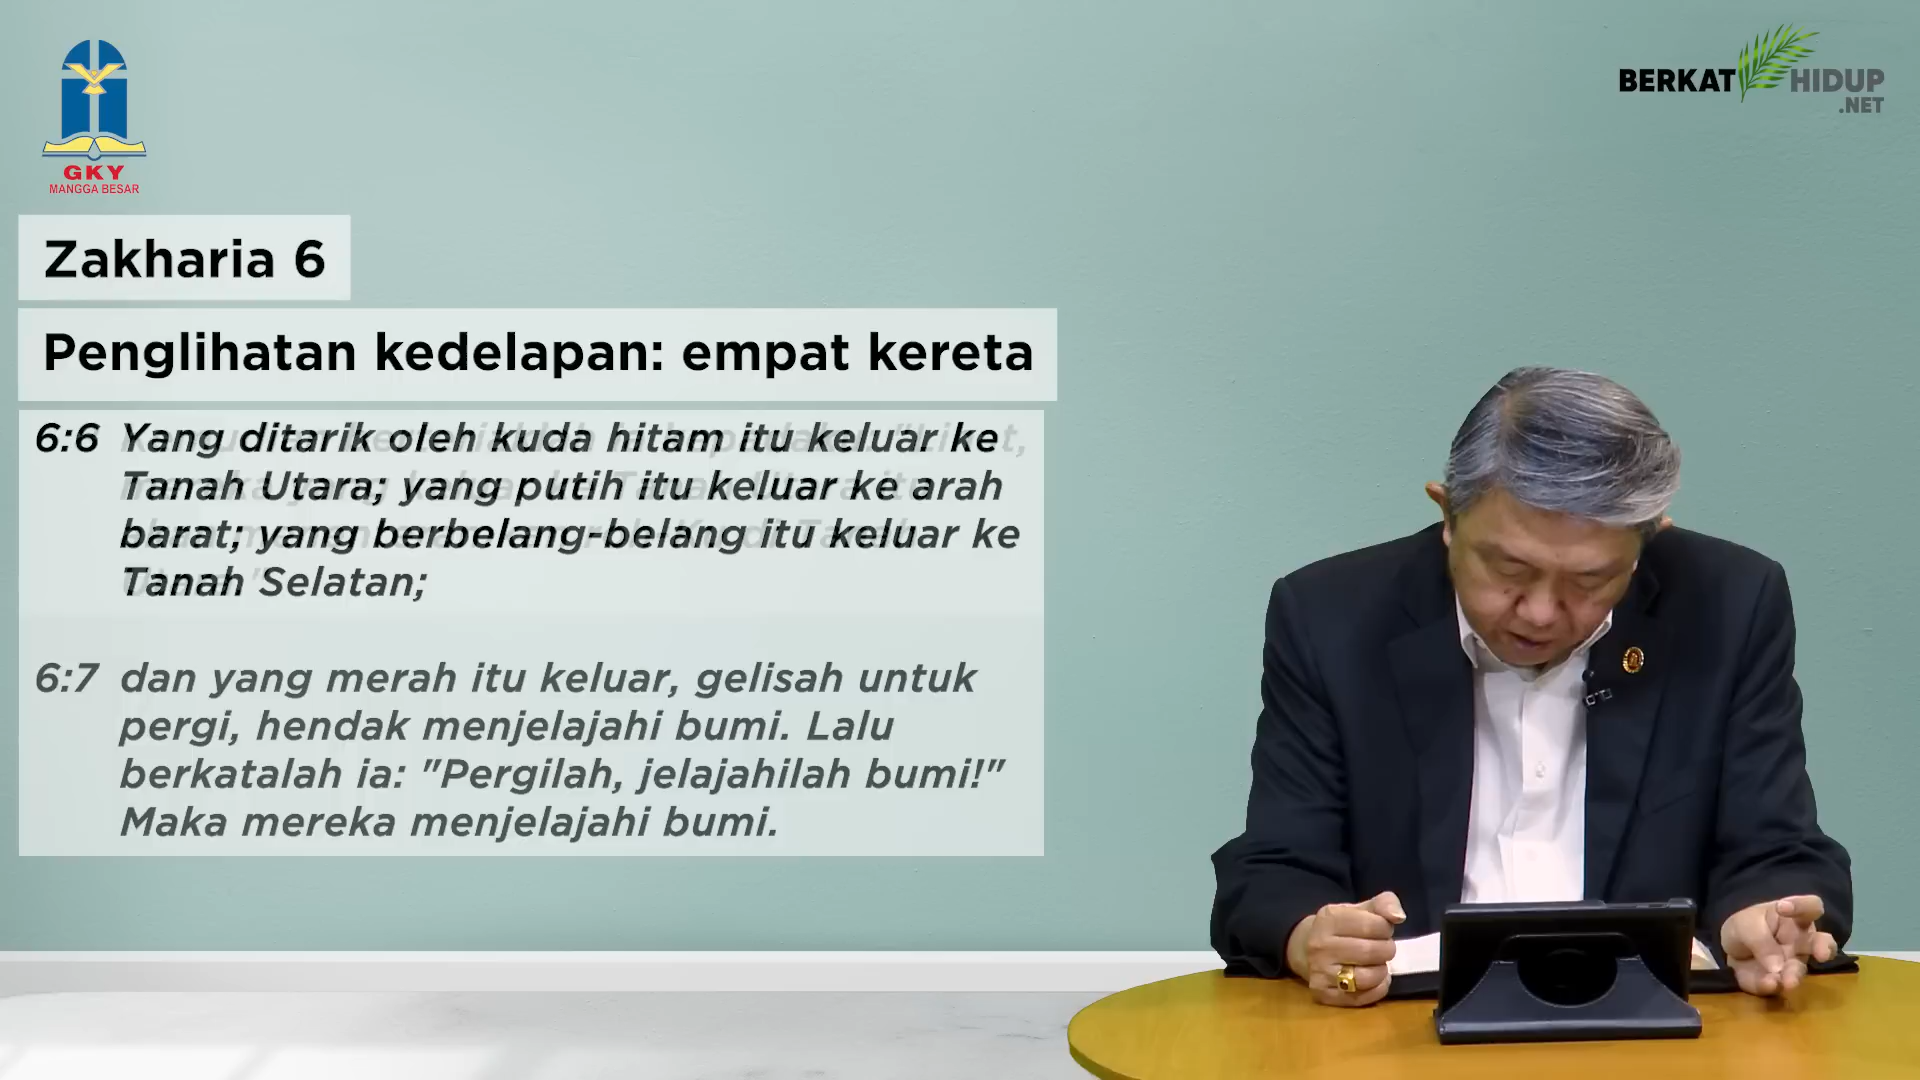 GKY
MANGGA BESAR
BERKAT HIDUP
.NET
Zakharia 6
Penglihatan kedelapan: empat kereta
6:6 Yang ditarik oleh kuda hitam itu keluar ke
Tanah Utara; yang putih itu keluar ke arah
barat; yang berbelang-belang itu keluar ke
Tanah Selatan;
6:7 dan yang merah itu keluar, gelisah untuk
pergi, hendak menjelajahi bumi. Lalu
berkatalah ia: "Pergilah, jelajahilah bumi!"
Maka mereka menjelajahi bumi.